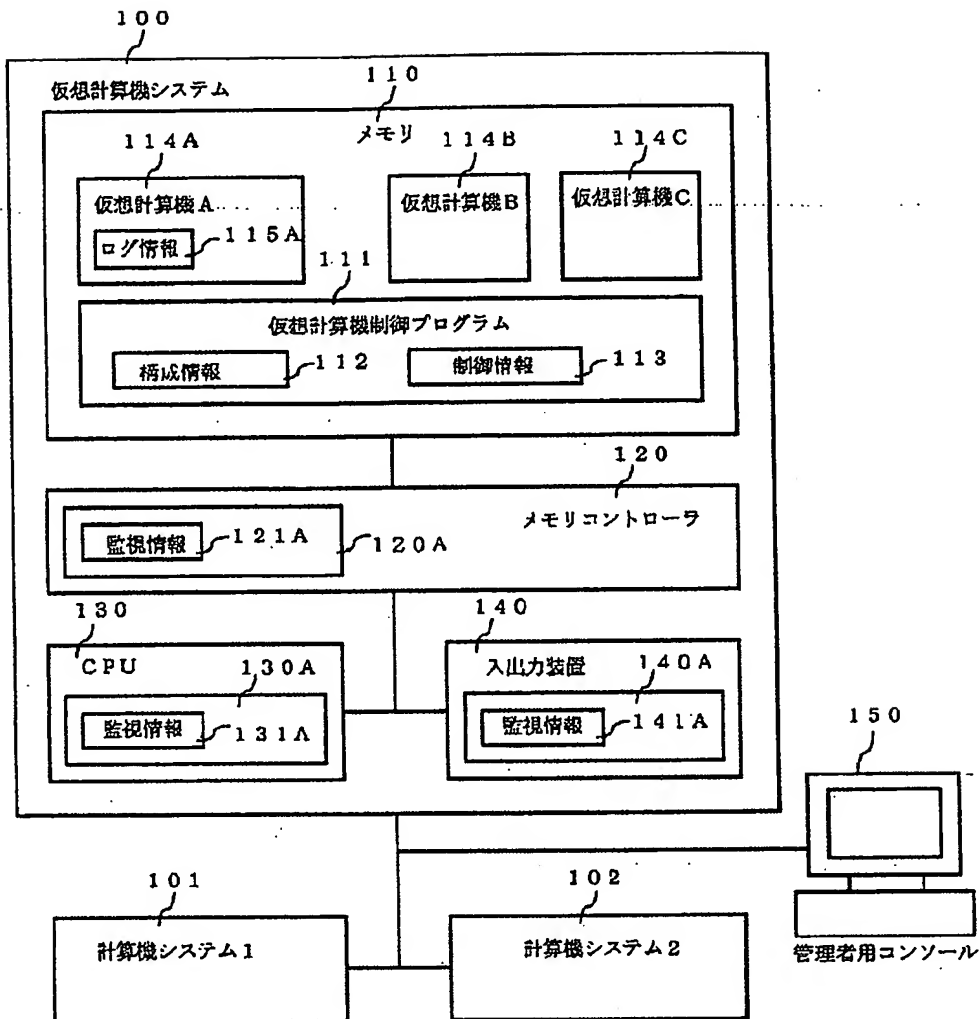 100
仮想計算機システム
110
メモリ
114A
114B
114C
仮想計算機A
仮想計算機B
仮想計算機C
ログ情報
115A
111
仮想計算機制御プログラム
構成情報
112
制御情報
113
120
メモリコントローラ
監視情報
121A
120A
130
140
CPU
130A
入出力装置
140A
監視情報
131A
監視情報
141A
150
101
102
計算機システム1
計算機システム2
管理者用コンソール